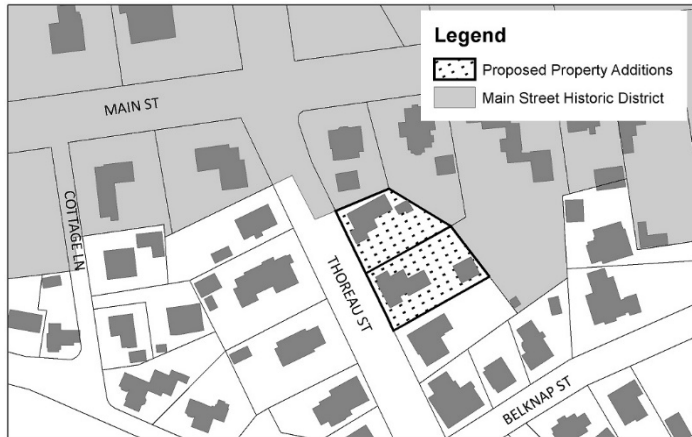 Legend
Proposed Property Additions
Main Street Historic District
MAIN ST
COTTAGE LN
THOREAU ST
BELKNAP ST